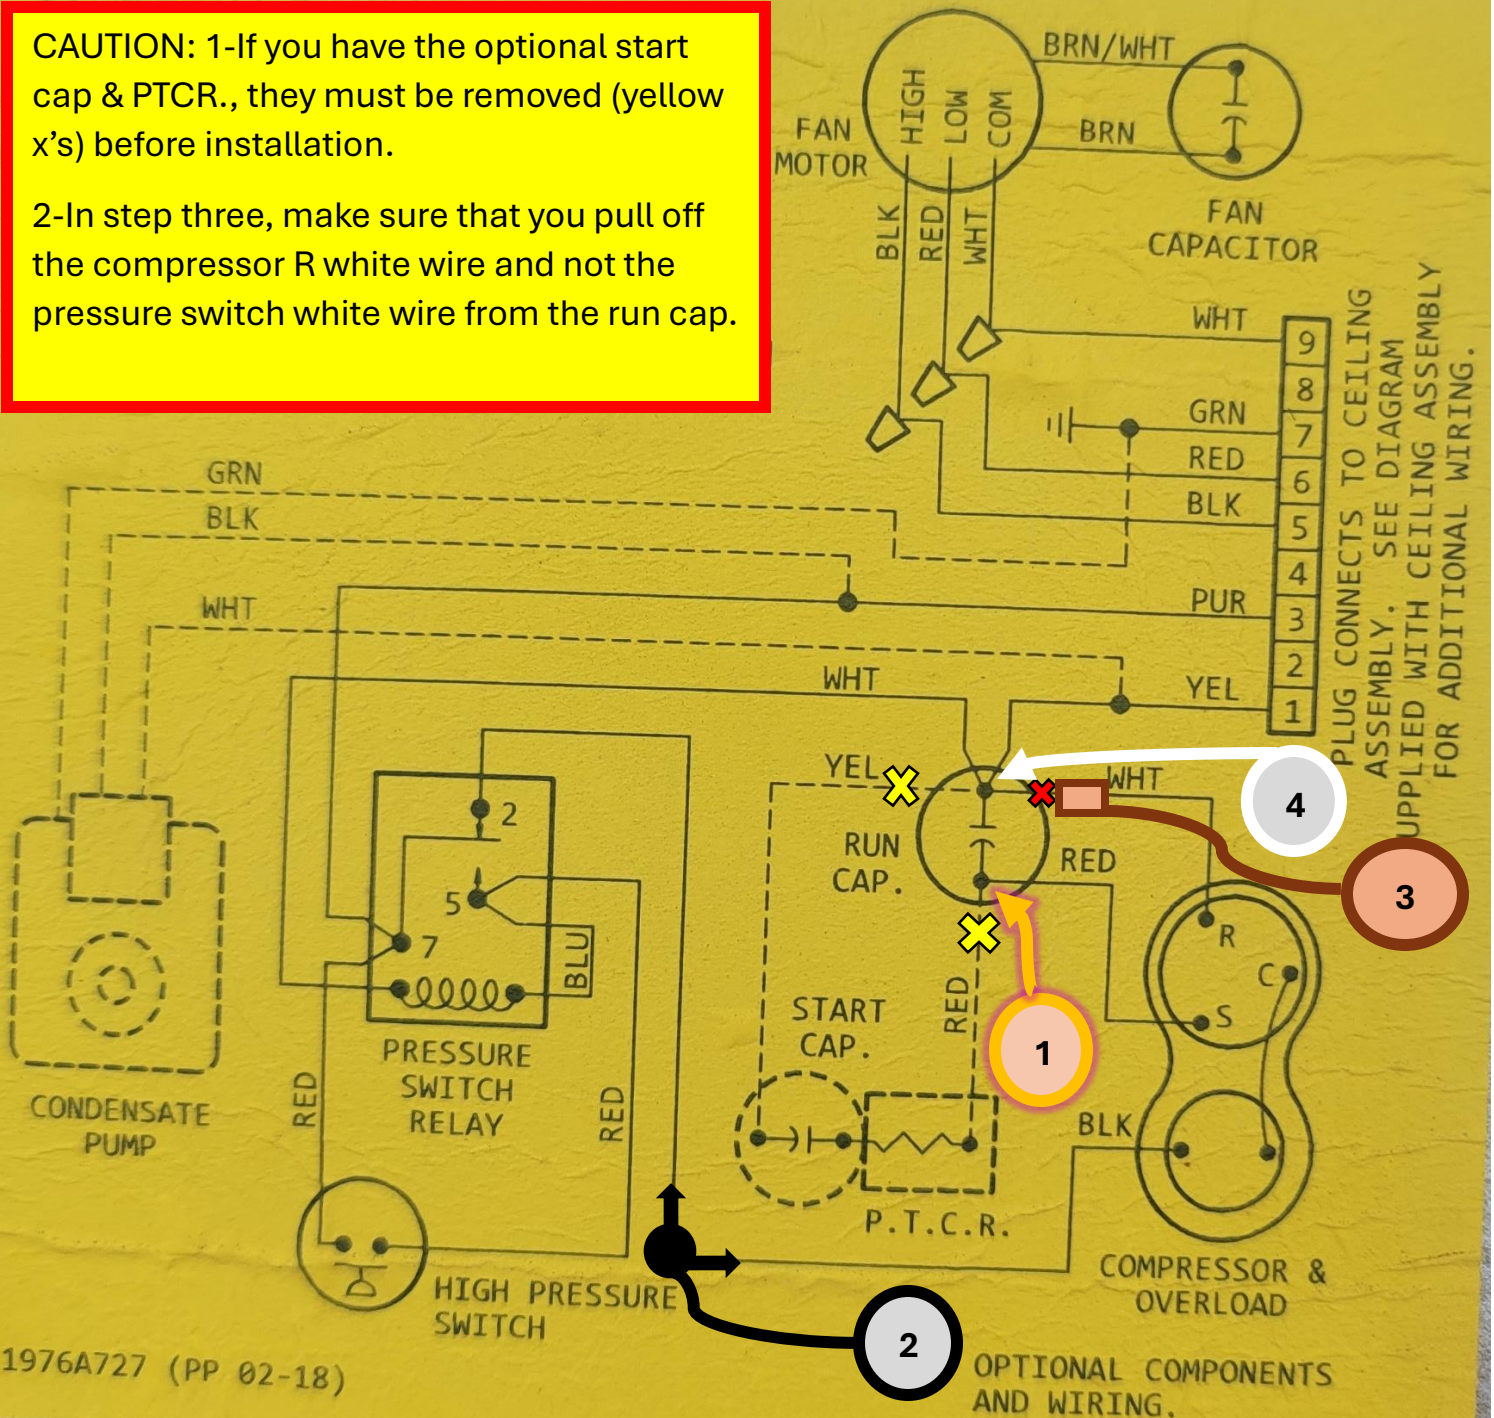 CAUTION: 1-If you have the optional start
cap & PTCR., they must be removed (yellow
x’s) before installation.
2-In step three, make sure that you pull off
the compressor R white wire and not the
pressure switch white wire from the run cap.
BRN/WHT
HIGH
LOW
COM
FAN
MOTOR
BRN
BLK
RED
WHT
FAN
CAPACITOR
WHT
9
8
GRN
7
RED
6
BLK
5
4
PUR
3
2
YEL
1
PLUG CONNECTS TO CEILING
ASSEMBLY. SEE DIAGRAM
UPPLIED WITH CEILING ASSEMBLY
FOR ADDITIONAL WIRING.
GRN
BLK
WHT
WHT
YEL
WHT
4
2
RUN
CAP.
RED
3
5
7
BLU
R
C
S
RED
START
CAP.
1
PRESSURE
SWITCH
RELAY
RED
RED
CONDENSATE
PUMP
BLK
P.T.C.R.
COMPRESSOR &
OVERLOAD
HIGH PRESSURE
SWITCH
2
1976A727 (PP 02-18)
OPTIONAL COMPONENTS
AND WIRING.